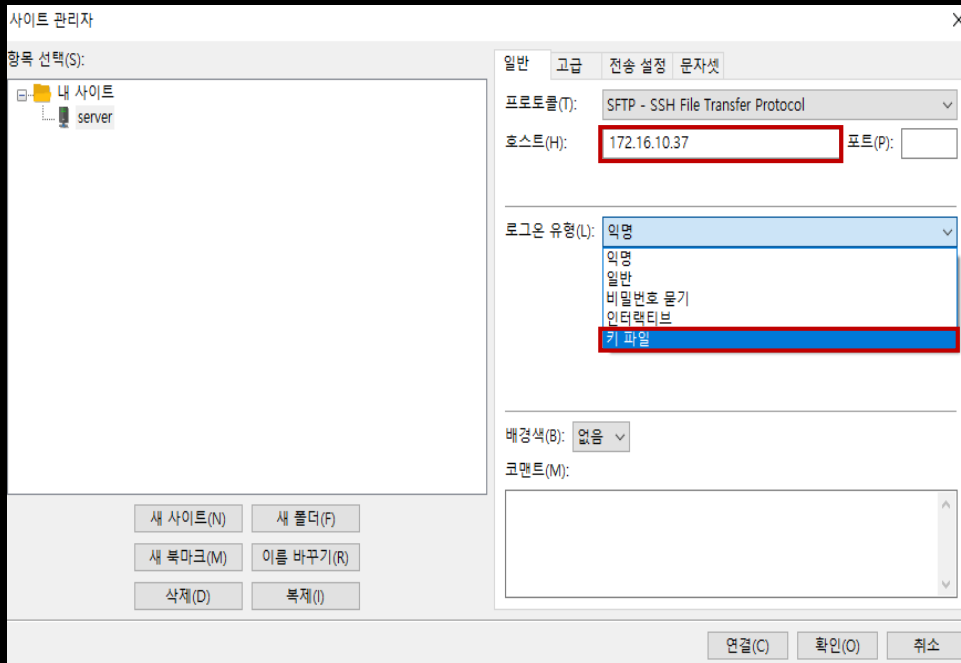 사이트 관리자
항목 선택(S):
내 사이트
server
새 사이트(N) 새 폴더(F)
새 북마크(M) 이름 바꾸기(R)
삭제(D) 복제(I)
일반 고급 전송 설정 문자셋
프로토콜(T): SFTP - SSH File Transfer Protocol
호스트(H): 172.16.10.37 포트(P):
로그온 유형(L): 익명
익명
일반
비밀번호 묻기
인터랙티브
키 파일
배경색(B): 없음
코맨트(M):
연결(C) 확인(O) 취소